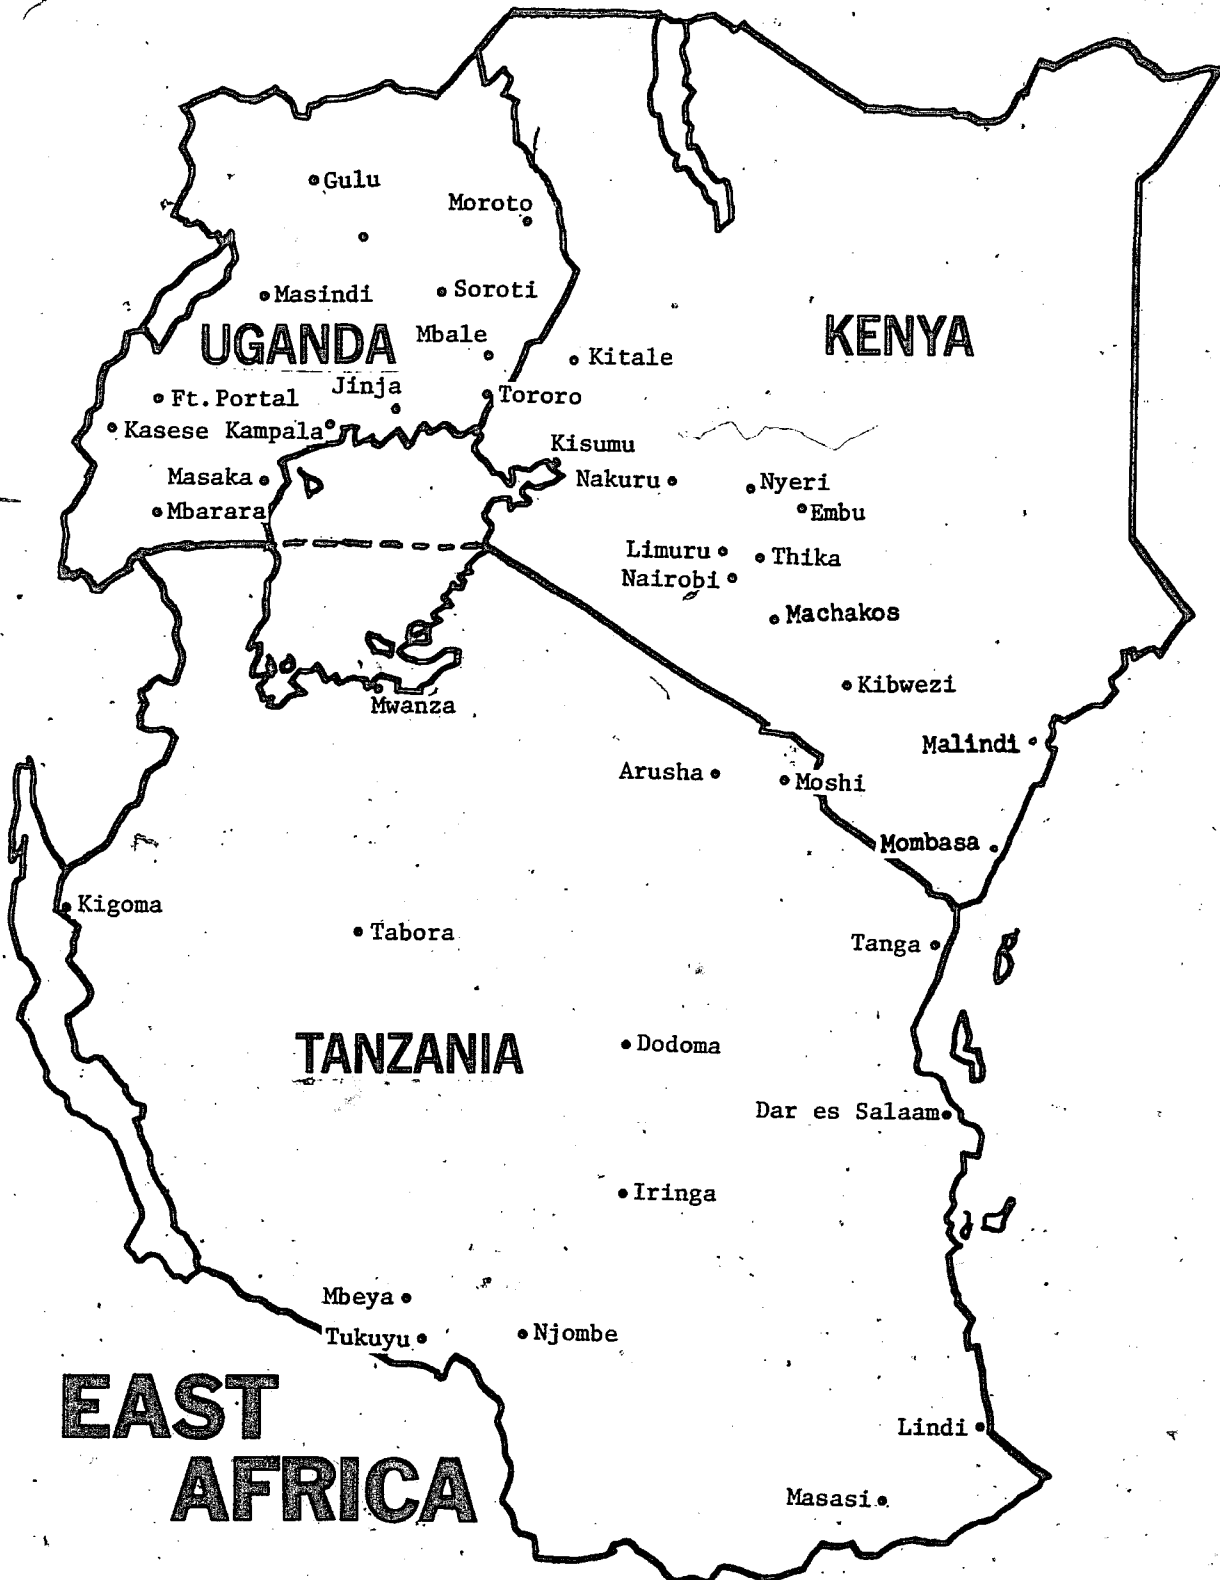 Gulu
Moroto
Masindi
Soroti
UGANDA
Mbale
KENYA
Kitale
Jinja
Ft.Portal
Tororo
Kasese
Kampala
Kisumu
Masaka
Nakuru
Nyeri
Mbarara
Embu
Limuru
Thika
Nairobi
Machakos
Kibwezi
Mwanza
Malindi
Arusha
Moshi
Mombasa
Kigoma
Tabora
Tanga
TANZANIA
Dodoma
Dar es Salaam
Iringa
Mbeya
Tukuyu
Njombe
EAST
AFRICA
Lindi
Masasi